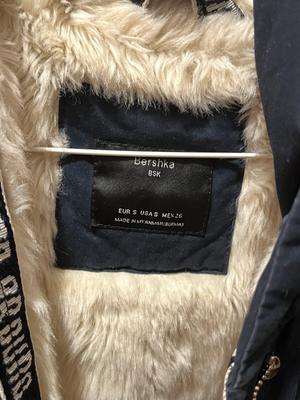 Bershka
BSK
EUR S USA S MEX 26
MADE IN MYANMAR(BURMA)